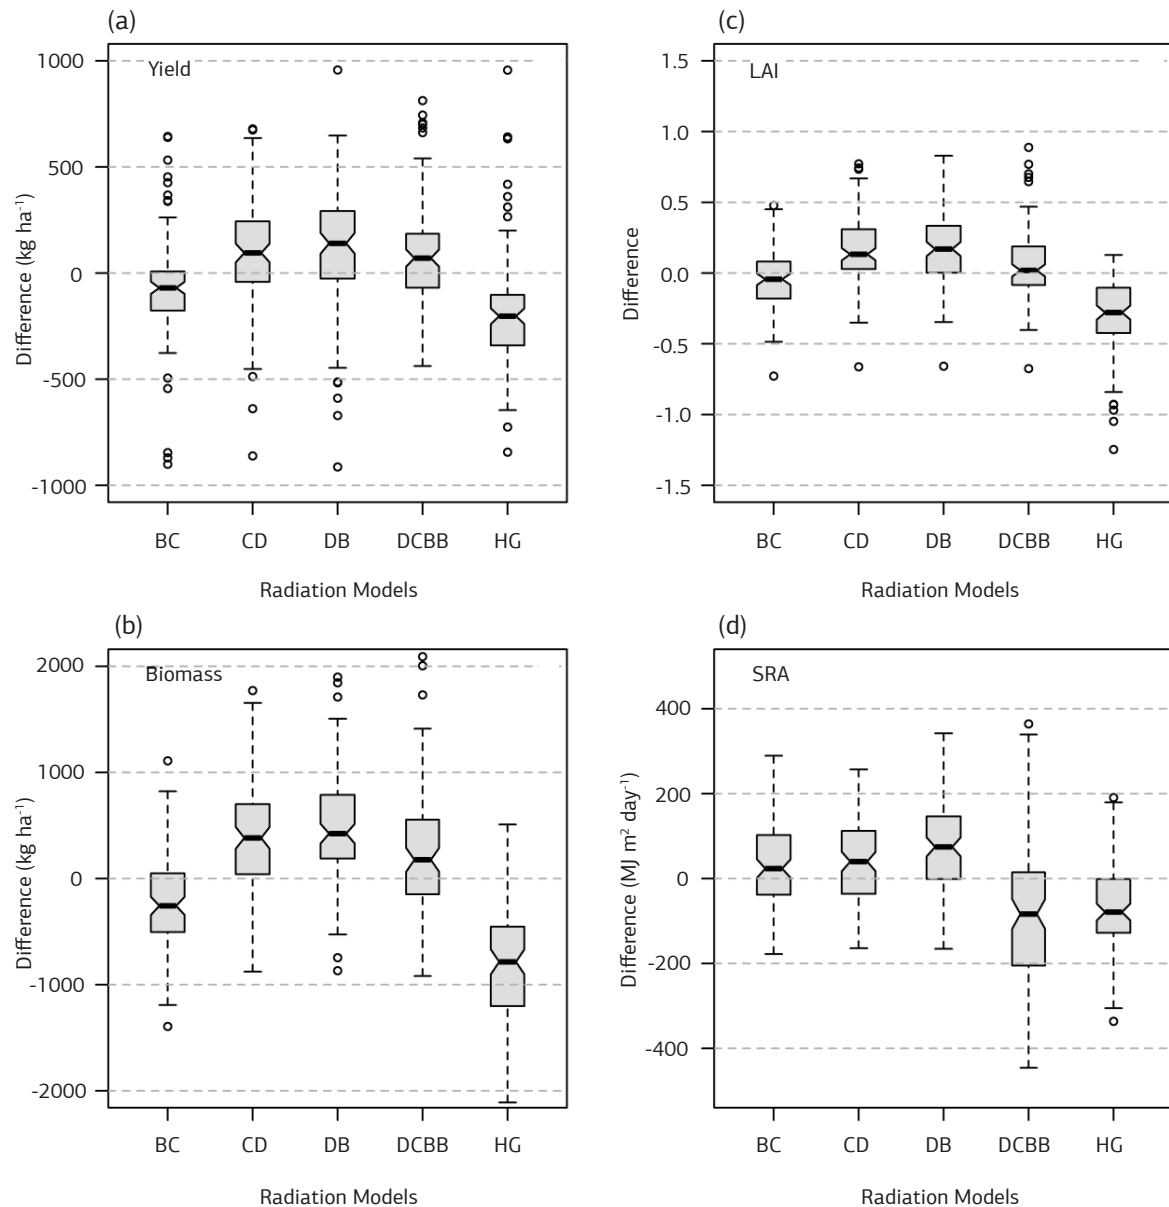 (a)
Yield
Difference (kg ha⁻¹)
1000
500
0
-500
-1000
BC CD DB DCBB HG
Radiation Models
(c)
LAI
Difference
1.5
1.0
0.5
0.0
-0.5
-1.0
-1.5
BC CD DB DCBB HG
Radiation Models
(b)
Biomass
Difference (kg ha⁻¹)
2000
1000
0
-1000
-2000
BC CD DB DCBB HG
Radiation Models
(d)
SRA
Difference (MJ m² day⁻¹)
400
200
0
-200
-400
BC CD DB DCBB HG
Radiation Models